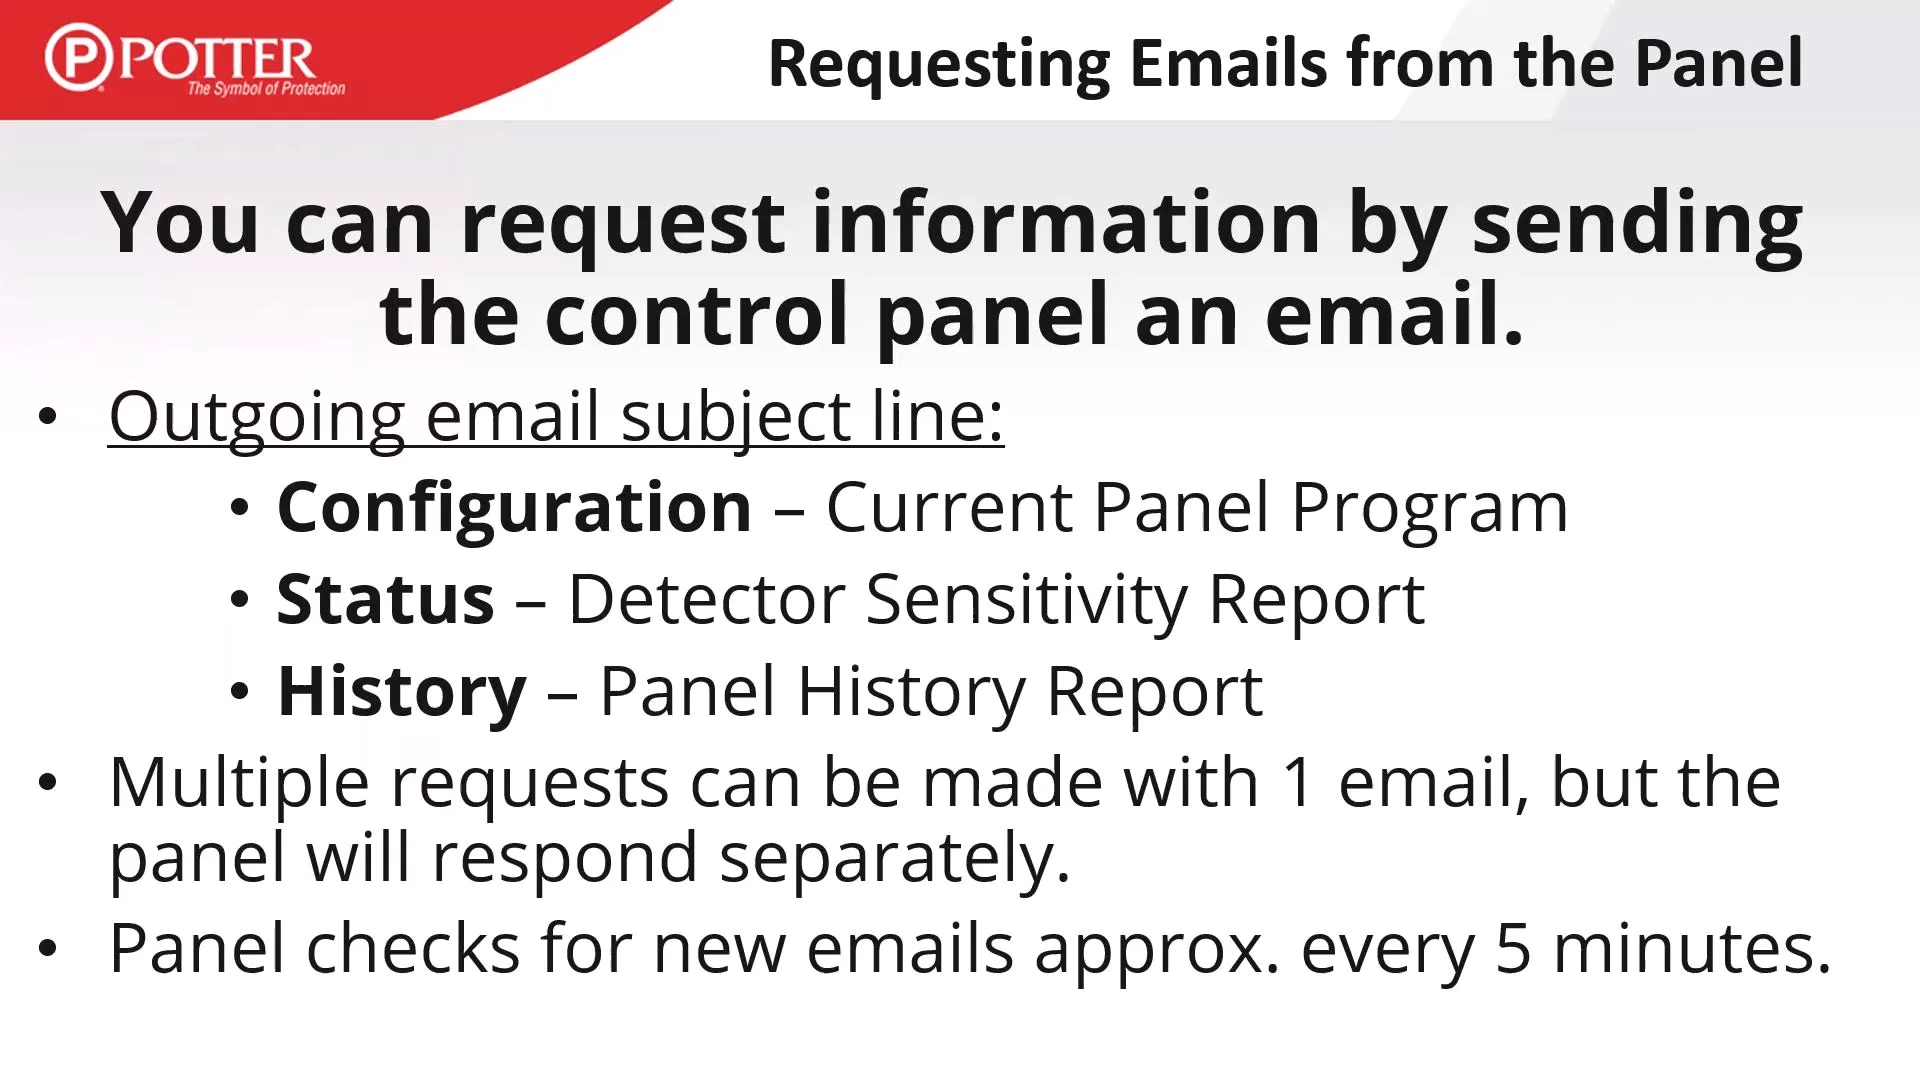 P POTTER
The Symbol of Protection
Requesting Emails from the Panel
You can request information by sending
the control panel an email.
• Outgoing email subject line:
• Configuration – Current Panel Program
• Status – Detector Sensitivity Report
• History – Panel History Report
• Multiple requests can be made with 1 email, but the
panel will respond separately.
• Panel checks for new emails approx. every 5 minutes.